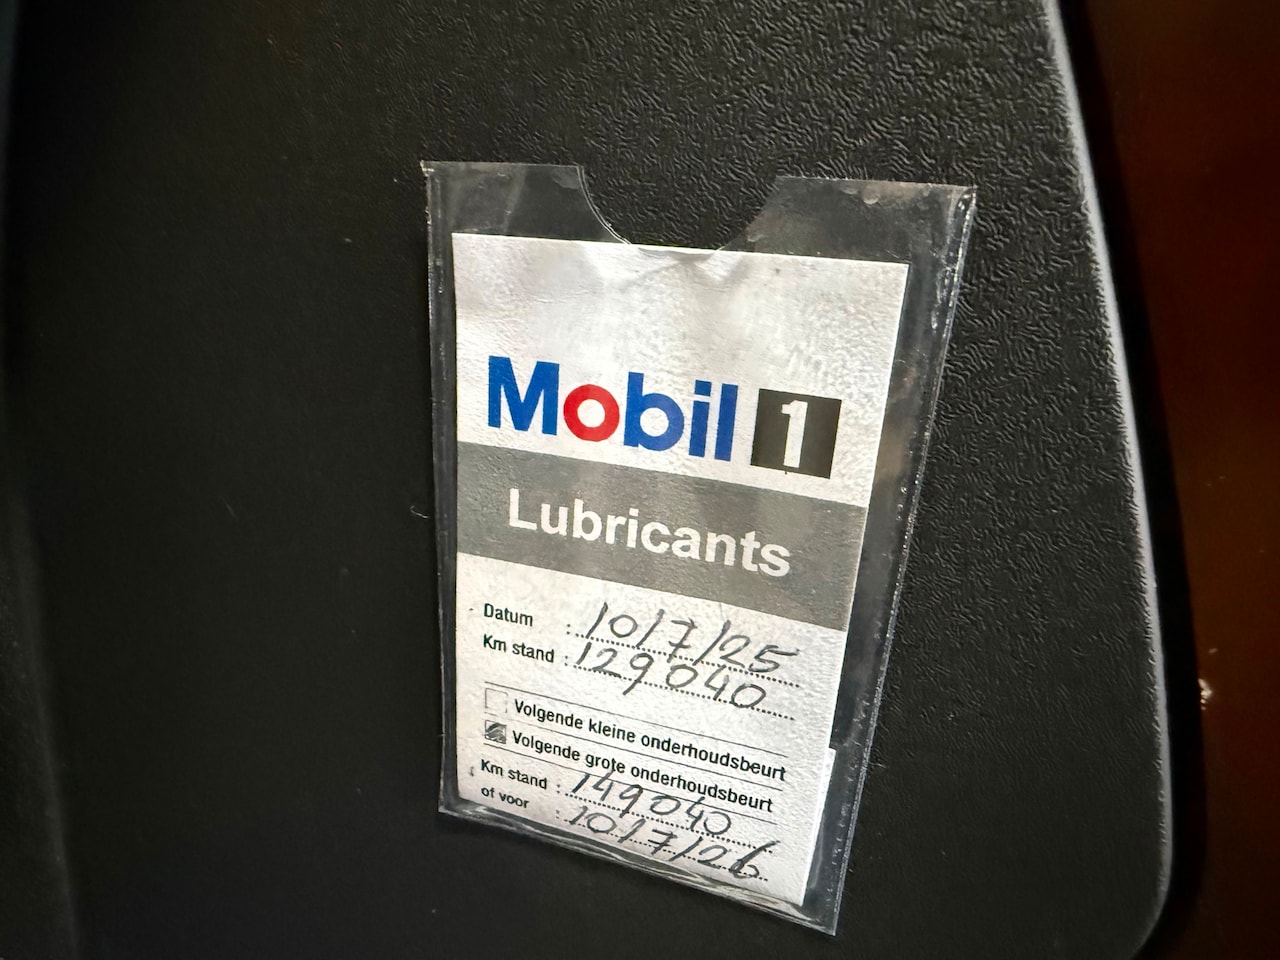 Mobil 1
Lubricants
Datum : 10/7/25
Km stand : 129040
Volgende kleine onderhoudsbeurt
Volgende grote onderhoudsbeurt
Km stand : 149040
of voor : 10/7/26